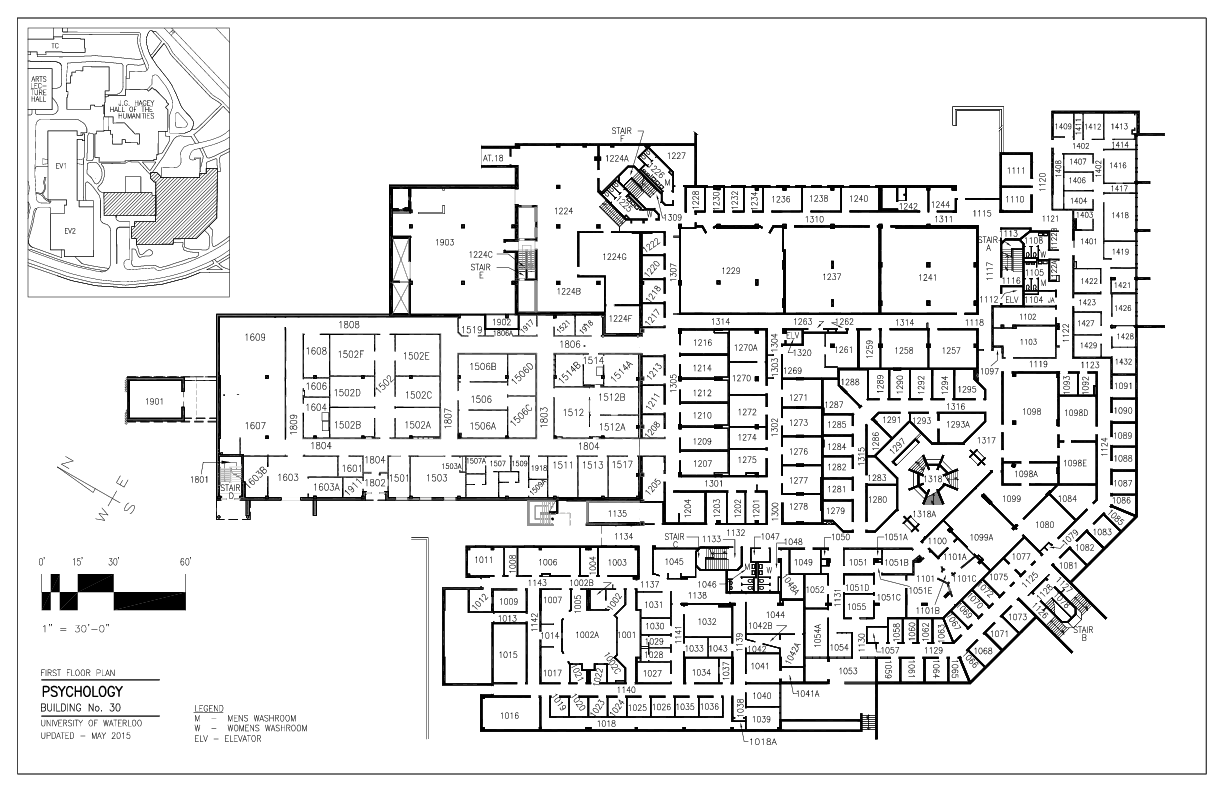 TC
ARTS
LEC-
TURE
HALL
J.G. HAGEY
HALL OF THE
HUMANITIES
EV1
EV2
STAIR
F
AT.18
1224A
1227
1226
M
1225
W
1309
1224
1903
1224C
STAIR
E
1224G
1224B
1224F
1222
1220
1218
1217
1307
1228
1230
1232
1234
1236
1238
1240
1242
1244
1310
1311
1115
1229
1237
1241
1111
1110
1120
1121
1409
1411
1412
1413
1414
1402
1408
1407
1406
1404
1402
1416
1417
1403
1418
1401
1419
STAIR
A
1113
1108
W
1122B
1117
1105
M
1122A
1116
1112
ELV
1104
JA
1422
1421
1423
1426
1102
1122
1427
1428
1103
1429
1432
1119
1123
1097
1808
1609
1519
1902
1806A
1917
1521
1918
1806
1608
1502F
1502E
1506B
1506D
1514B
1514
1514A
1606
1502
1604
1502D
1502C
1506
1506C
1512B
1512
1809
1607
1502B
1502A
1807
1506A
1803
1512A
1804
1804
1901
1801
STAIR
D
1603B
1603
1603A
1601
1911
1804
1802
1501
1503
1503A
1507A
1507
1509
1918
1509A
1511
1513
1517
1314
1263
1262
1314
1118
1216
1270A
1304
ELV
1320
1261
1259
1258
1257
1213
1305
1214
1270
1303
1269
1288
1289
1290
1292
1294
1295
1211
1212
1272
1271
1287
1316
1208
1210
1302
1273
1285
1291
1293
1293A
1209
1274
1276
1284
1286
1297
1317
1207
1275
1282
1315
1283
1318
1205
1301
1277
1281
1280
1318A
1204
1203
1202
1201
1300
1278
1279
1098
1093
1092
1091
1098D
1090
1124
1089
1098E
1088
1098A
1087
1099
1084
1086
1085
1080
1083
1079
1082
1081
1099A
1100
1101A
1077
1101
1101C
1075
1125
1127
1101B
1072
1128
1076
1070
1126
1069
STAIR
B
1067
1073
1071
1068
1066
1135
1134
STAIR
C
1133
1132
1047
1048
1050
1051A
1011
1008
1006
1004
1003
1045
1046
M
W
1049
1051
1051B
1143
1002B
1137
1138
1048A
1052
1051D
1051C
1051E
1012
1009
1007
1005
1002
1031
1131
1055
1013
1142
1044
1014
1002A
1001
1030
1141
1032
1139
1042B
1054A
1015
1029
1028
1033
1043
1042
1042A
1054
1130
1057
1058
1060
1062
1063
1017
1021
1022
1002C
1027
1034
1037
1041
1053
1129
1059
1061
1064
1065
1140
1041A
1016
1019
1020
1023
1024
1025
1026
1035
1036
1038
1040
1018
1039
1018A
N
E
W
S
0'
15'
30'
60'
1" = 30'-0"
FIRST FLOOR PLAN
PSYCHOLOGY
BUILDING No. 30
UNIVERSITY OF WATERLOO
UPDATED - MAY 2015
LEGEND
M - MENS WASHROOM
W - WOMENS WASHROOM
ELV - ELEVATOR